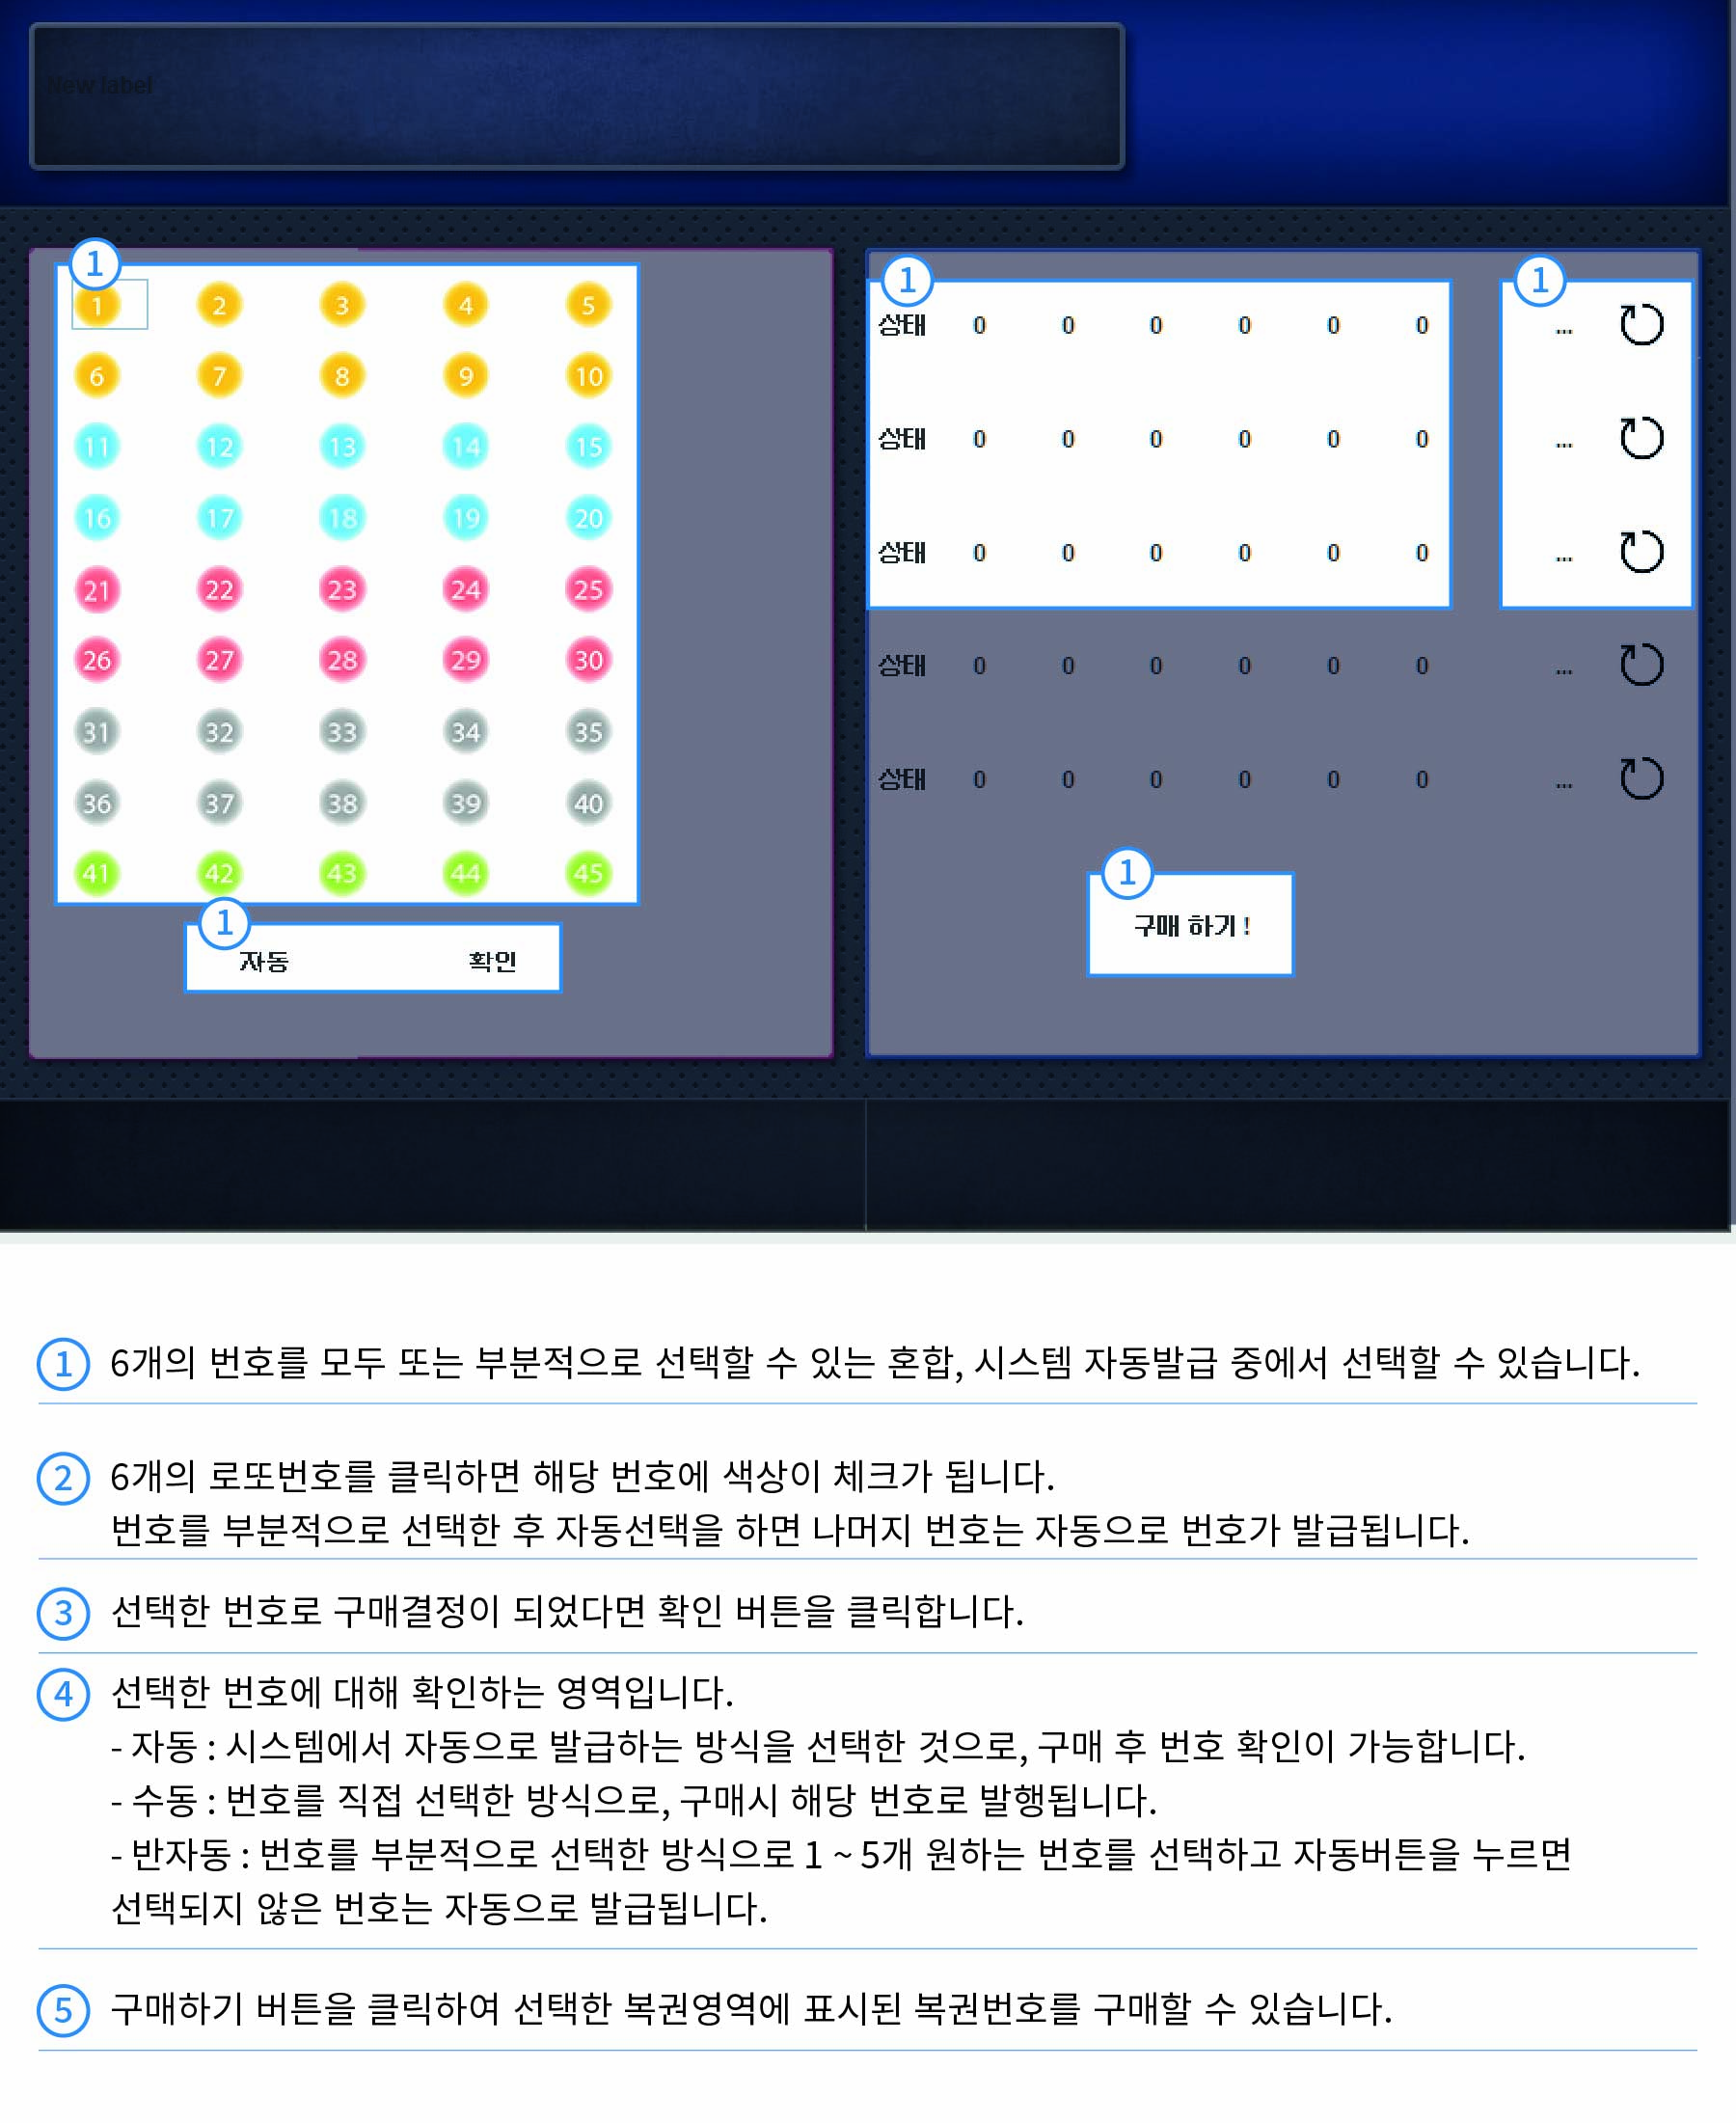 New label
1
1 2 3 4 5
6 7 8 9 10
11 12 13 14 15
16 17 18 19 20
21 22 23 24 25
26 27 28 29 30
31 32 33 34 35
36 37 38 39 40
41 42 43 44 45
1
자동 확인
1 1
상태 0 0 0 0 0 0 ...
상태 0 0 0 0 0 0 ...
상태 0 0 0 0 0 0 ...
상태 0 0 0 0 0 0 ...
상태 0 0 0 0 0 0 ...
1
구매 하기 !
1 6개의 번호를 모두 또는 부분적으로 선택할 수 있는 혼합, 시스템 자동발급 중에서 선택할 수 있습니다.
2 6개의 로또번호를 클릭하면 해당 번호에 색상이 체크가 됩니다.
번호를 부분적으로 선택한 후 자동선택을 하면 나머지 번호는 자동으로 번호가 발급됩니다.
3 선택한 번호로 구매결정이 되었다면 확인 버튼을 클릭합니다.
4 선택한 번호에 대해 확인하는 영역입니다.
- 자동 : 시스템에서 자동으로 발급하는 방식을 선택한 것으로, 구매 후 번호 확인이 가능합니다.
- 수동 : 번호를 직접 선택한 방식으로, 구매시 해당 번호로 발행됩니다.
- 반자동 : 번호를 부분적으로 선택한 방식으로 1 ~ 5개 원하는 번호를 선택하고 자동버튼을 누르면
선택되지 않은 번호는 자동으로 발급됩니다.
5 구매하기 버튼을 클릭하여 선택한 복권영역에 표시된 복권번호를 구매할 수 있습니다.